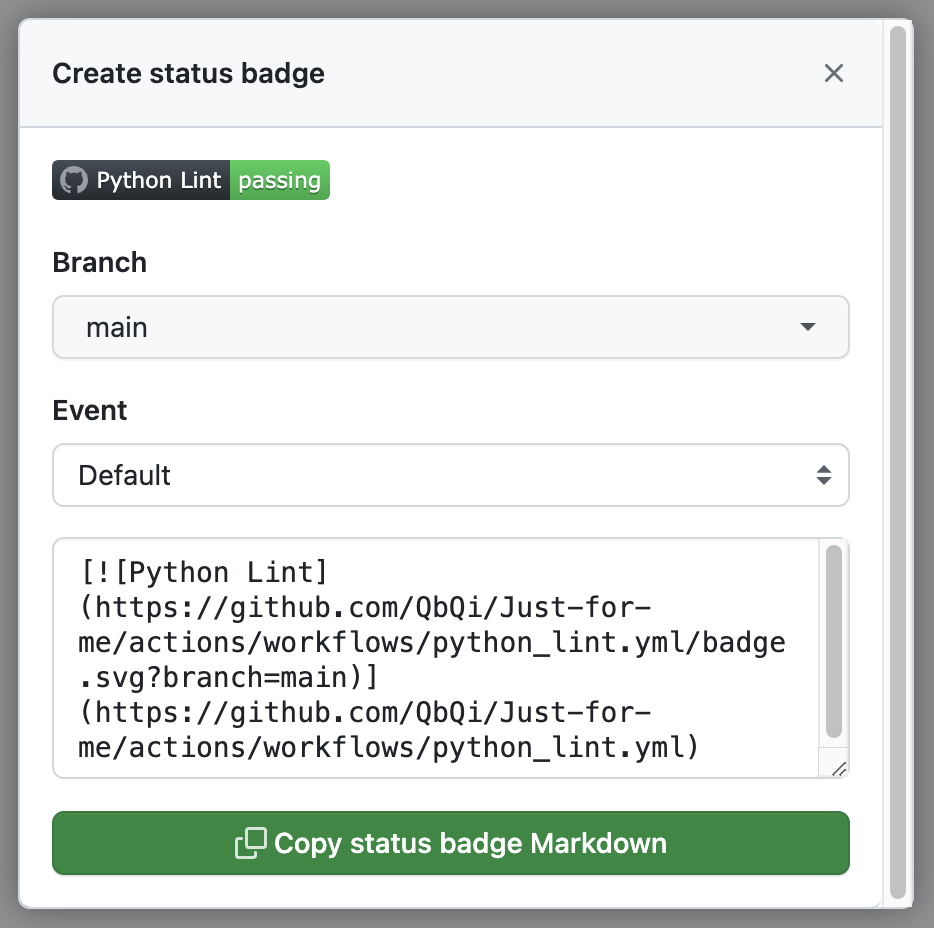 Create status badge
Python Lint passing
Branch
main
Event
Default
[![Python Lint]
(https://github.com/QbQi/Just-for-
me/actions/workflows/python_lint.yml/badge
.svg?branch=main)]
(https://github.com/QbQi/Just-for-
me/actions/workflows/python_lint.yml)
Copy status badge Markdown